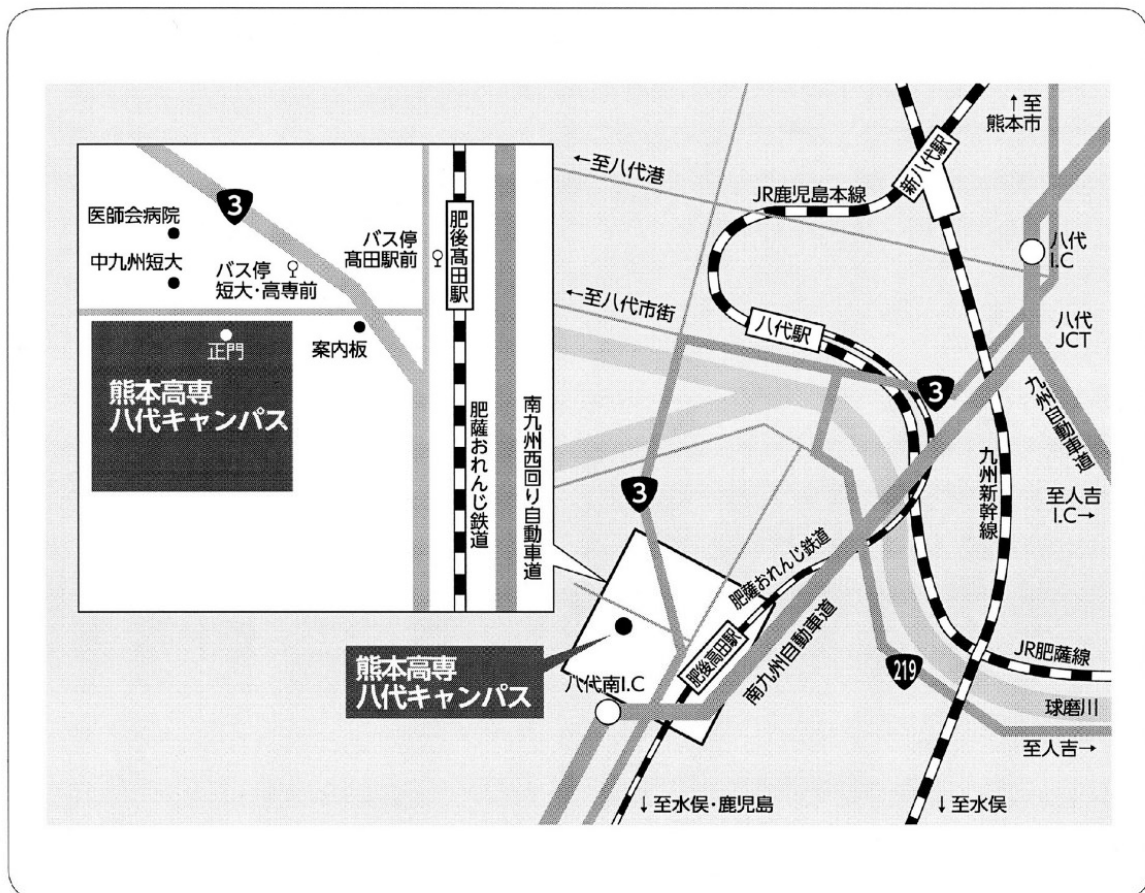 ↑至
熊本市
新八代駅
←至八代港
JR鹿児島本線
3
医師会病院
中九州短大
バス停
短大・高専前
バス停
髙田駅前
肥後髙田駅
八代
I.C
←至八代市街
八代駅
八代
JCT
正門
案内板
熊本高専
八代キャンパス
肥薩おれんじ鉄道
南九州西回り自動車道
3
九州自動車道
九州新幹線
至人吉
I.C→
3
肥薩おれんじ鉄道
熊本高専
八代キャンパス
肥後高田駅
南九州自動車道
八代南I.C
JR肥薩線
219
球磨川
至人吉→
↓至水俣・鹿児島
↓至水俣